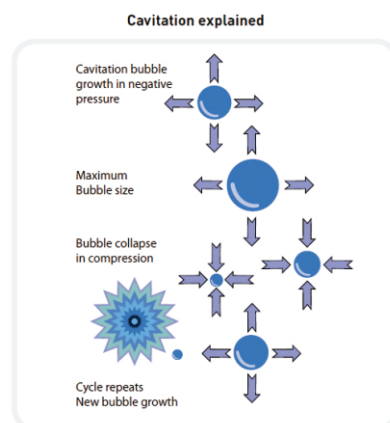 Cavitation explained
Cavitation bubble
growth in negative
pressure
Maximum
Bubble size
Bubble collapse
in compression
Cycle repeats
New bubble growth